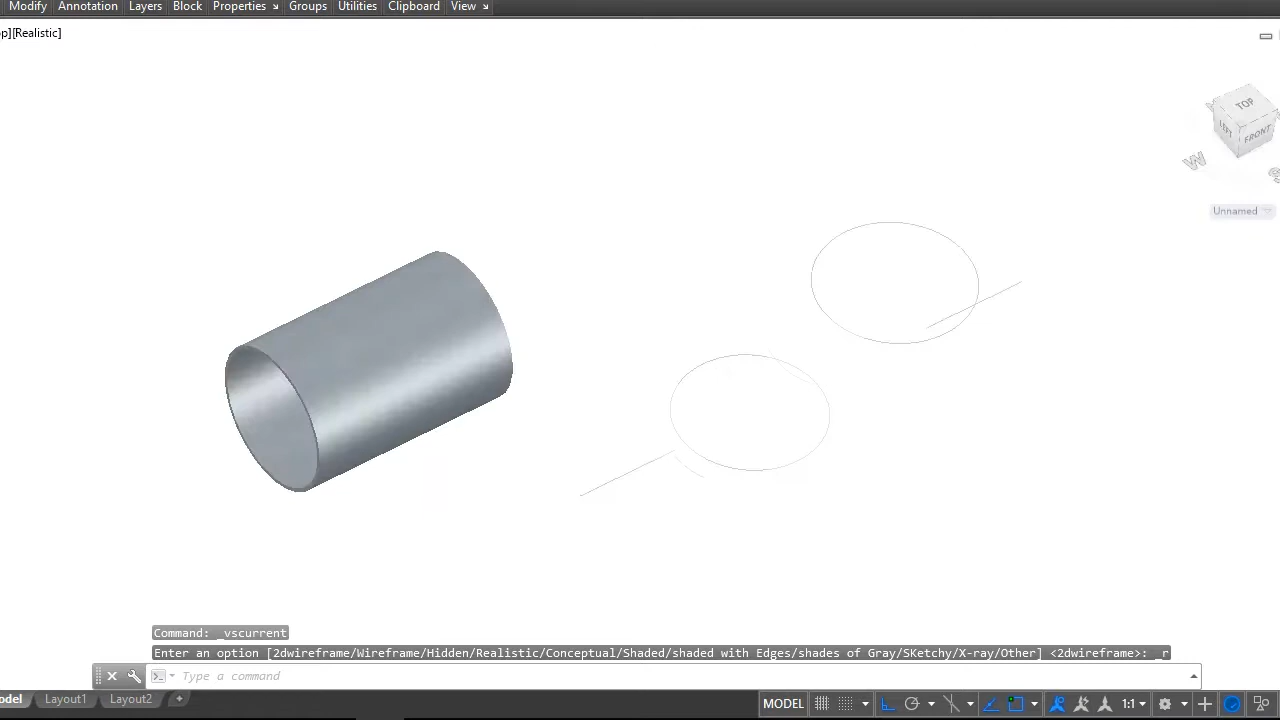 Modify Annotation Layers Block Properties Groups Utilities Clipboard View
op][Realistic]
TOP
LEFT FRONT
W
S
Unnamed
Command: _vscurrent
Enter an option [2dwireframe/Wireframe/Hidden/Realistic/Conceptual/Shaded/shaded with Edges/shades of Gray/SKetchy/X-ray/Other] <2dwireframe>: _r
Type a command
odel Layout1 Layout2 +
MODEL 1:1